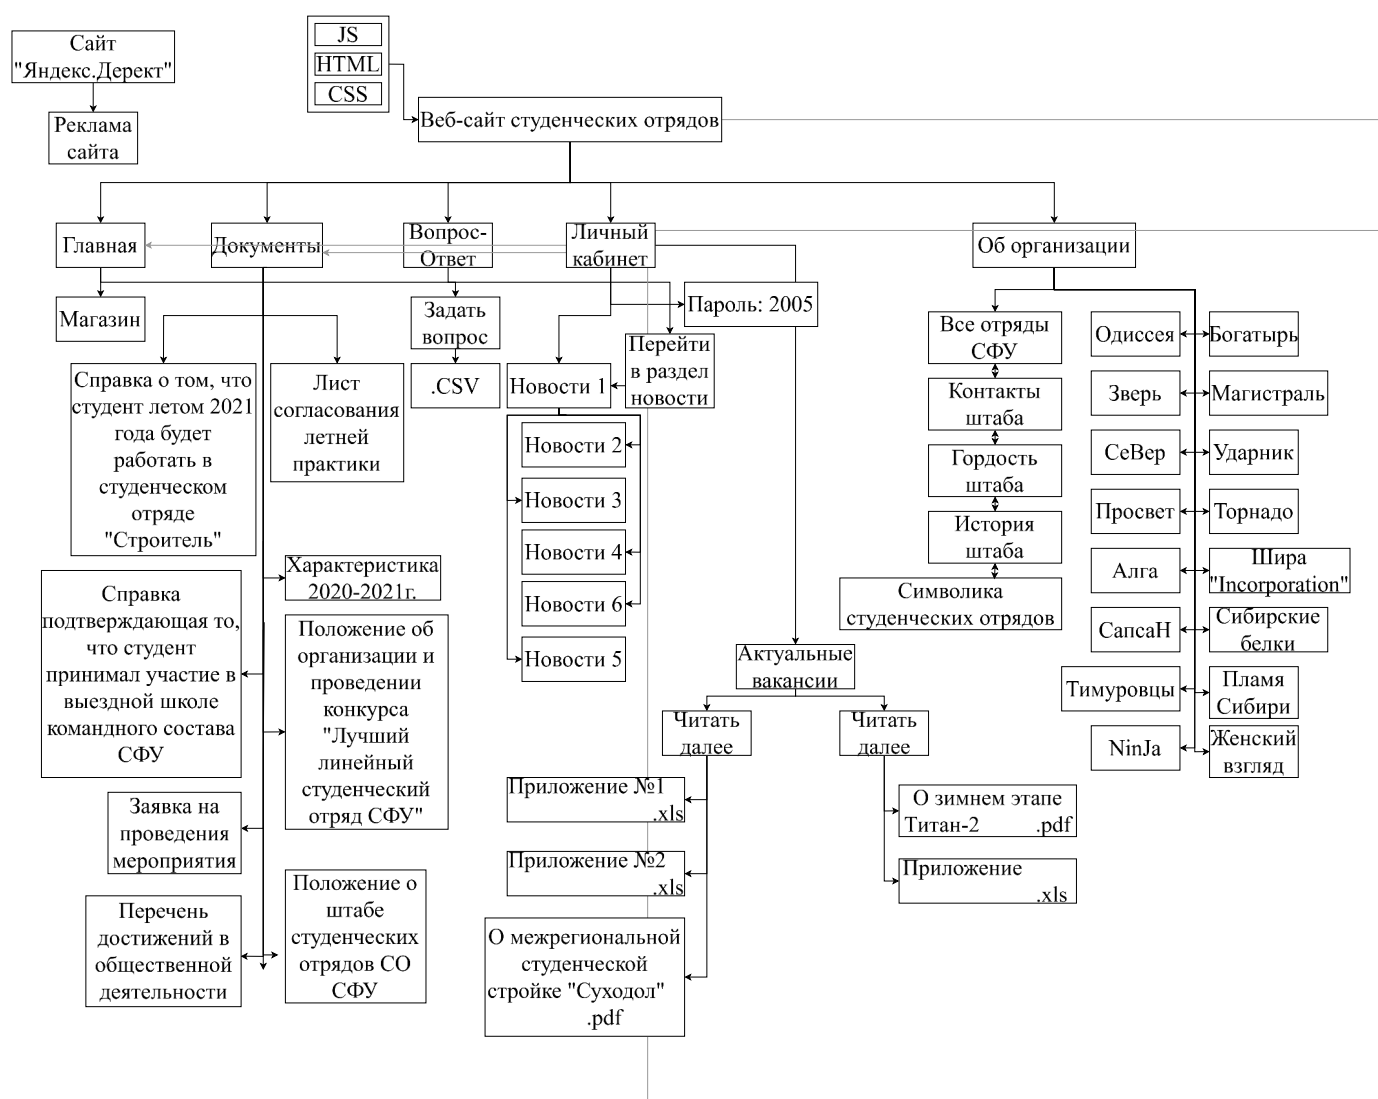 Сайт
"Яндекс.Дерект"
Реклама
сайта
JS
HTML
CSS
Веб-сайт студенческих отрядов
Главная
Документы
Вопрос-
Ответ
Личный
кабинет
Об организации
Магазин
Задать
вопрос
.CSV
Пароль: 2005
Перейти
в раздел
новости
Справка о том, что
студент летом 2021
года будет
работать в
студенческом
отряде
"Строитель"
Лист
согласования
летней
практики
Новости 1
Новости 2
Новости 3
Новости 4
Новости 6
Новости 5
Все отряды
СФУ
Контакты
штаба
Гордость
штаба
История
штаба
Символика
студенческих отрядов
Одиссея
Богатырь
Зверь
Магистраль
СеВер
Ударник
Просвет
Торнадо
Алга
Шира
"Incorporation"
СапсаН
Сибирские
белки
Тимуровцы
Пламя
Сибири
NinJa
Женский
взгляд
Характеристика
2020-2021г.
Справка
подтверждающая то,
что студент
принимал участие в
выездной школе
командного состава
СФУ
Положение об
организации и
проведении
конкурса
"Лучший
линейный
студенческий
отряд СФУ"
Заявка на
проведения
мероприятия
Перечень
достижений в
общественной
деятельности
Положение о
штабе
студенческих
отрядов СО
СФУ
Актуальные
вакансии
Читать
далее
Читать
далее
Приложение №1
.xls
Приложение №2
.xls
О межрегиональной
студенческой
стройке "Суходол"
.pdf
О зимнем этапе
Титан-2 .pdf
Приложение
.xls